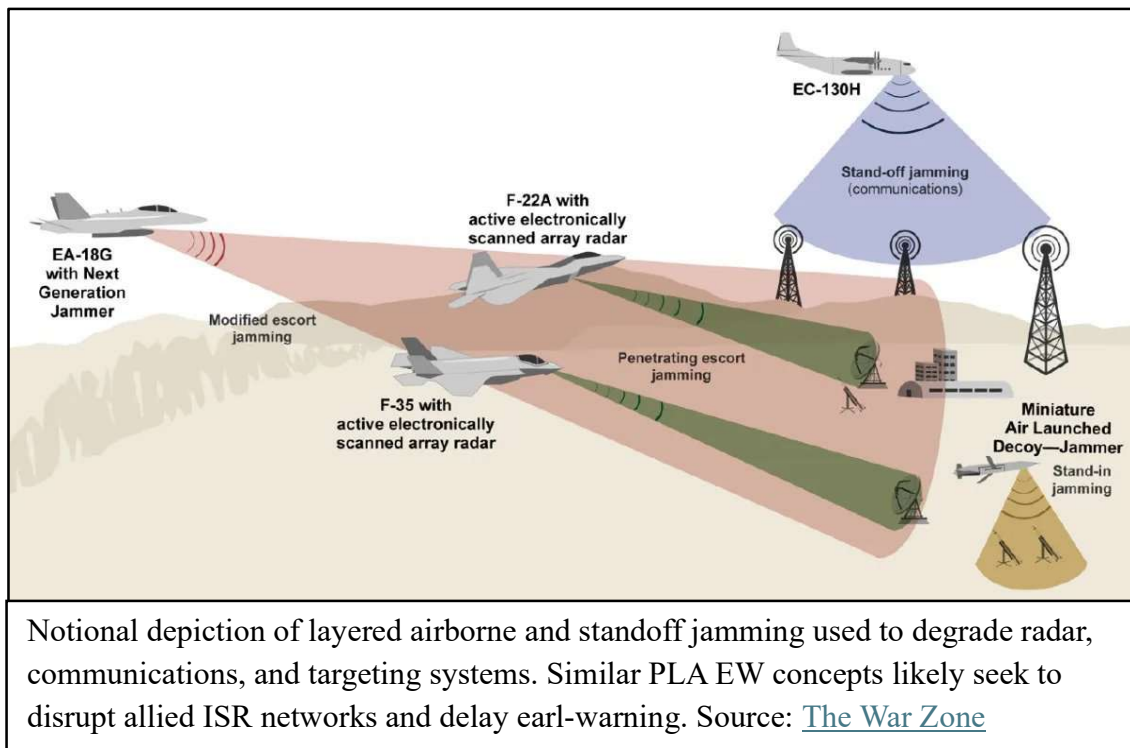 EC-130H
Stand-off jamming
(communications)
F-22A with
active electronically
scanned array radar
EA-18G
with Next
Generation
Jammer
Modified escort
jamming
Penetrating escort
jamming
F-35 with
active electronically
scanned array radar
Miniature
Air Launched
Decoy—Jammer
Stand-in
jamming
Notional depiction of layered airborne and standoff jamming used to degrade radar,
communications, and targeting systems. Similar PLA EW concepts likely seek to
disrupt allied ISR networks and delay earl-warning. Source: The War Zone